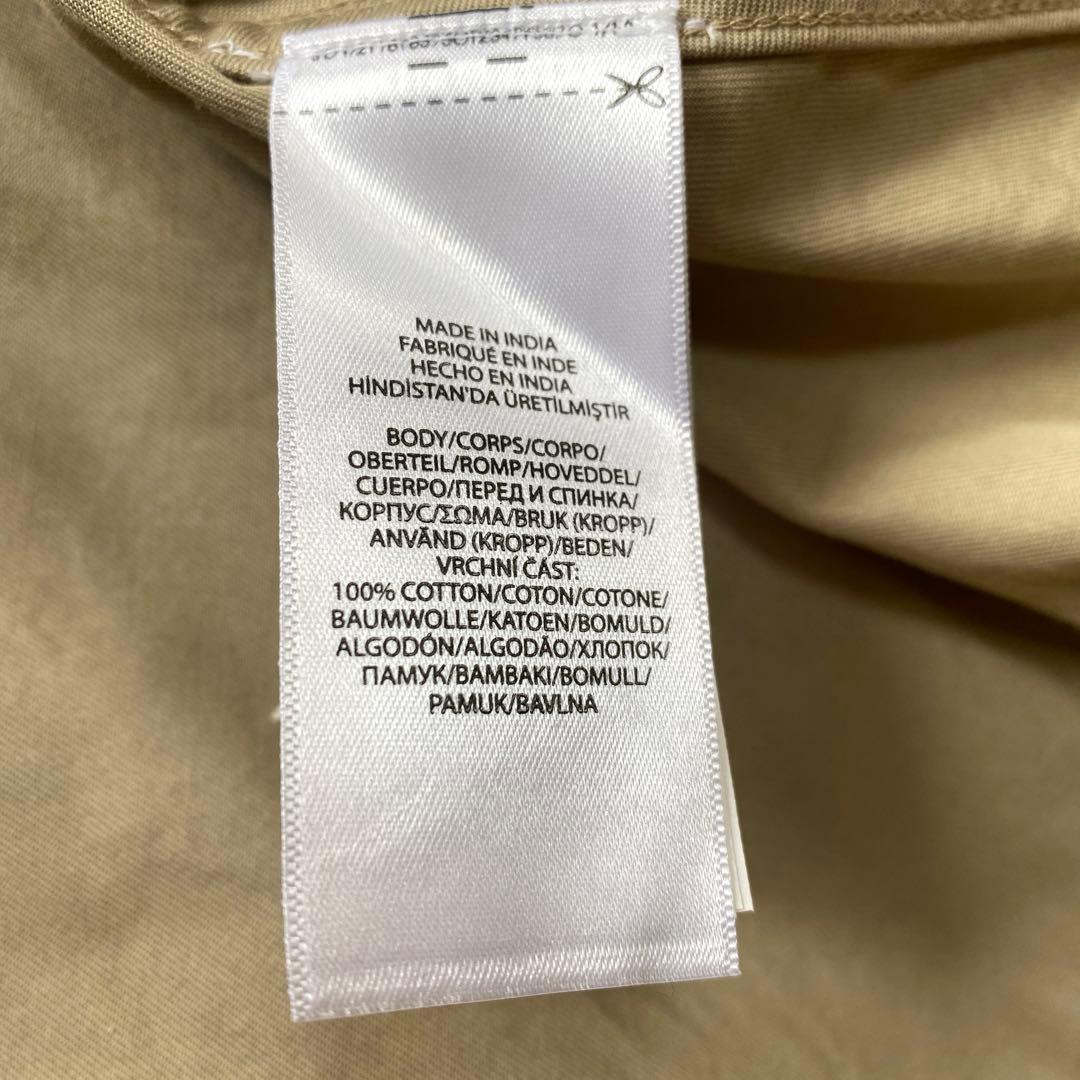 MADE IN INDIA
FABRIQUÉ EN INDE
HECHO EN INDIA
HİNDİSTAN'DA ÜRETİLMİŞTİR
BODY/CORPS/CORPO/
OBERTEIL/ROMP/HOVEDDEL/
CUERPO/ПЕРЕД И СПИНКА/
КОРПУС/ΣΩΜΑ/BRUK (KROPP)/
ANVÄND (KROPP)/BEDEN/
VRCHNÍ ČÁST:
100% COTTON/COTON/COTONE/
BAUMWOLLE/KATOEN/BOMULD/
ALGODÓN/ALGODÃO/ХЛОПОК/
ПАМУК/BAMBAKI/BOMULL/
PAMUK/BAVLNA